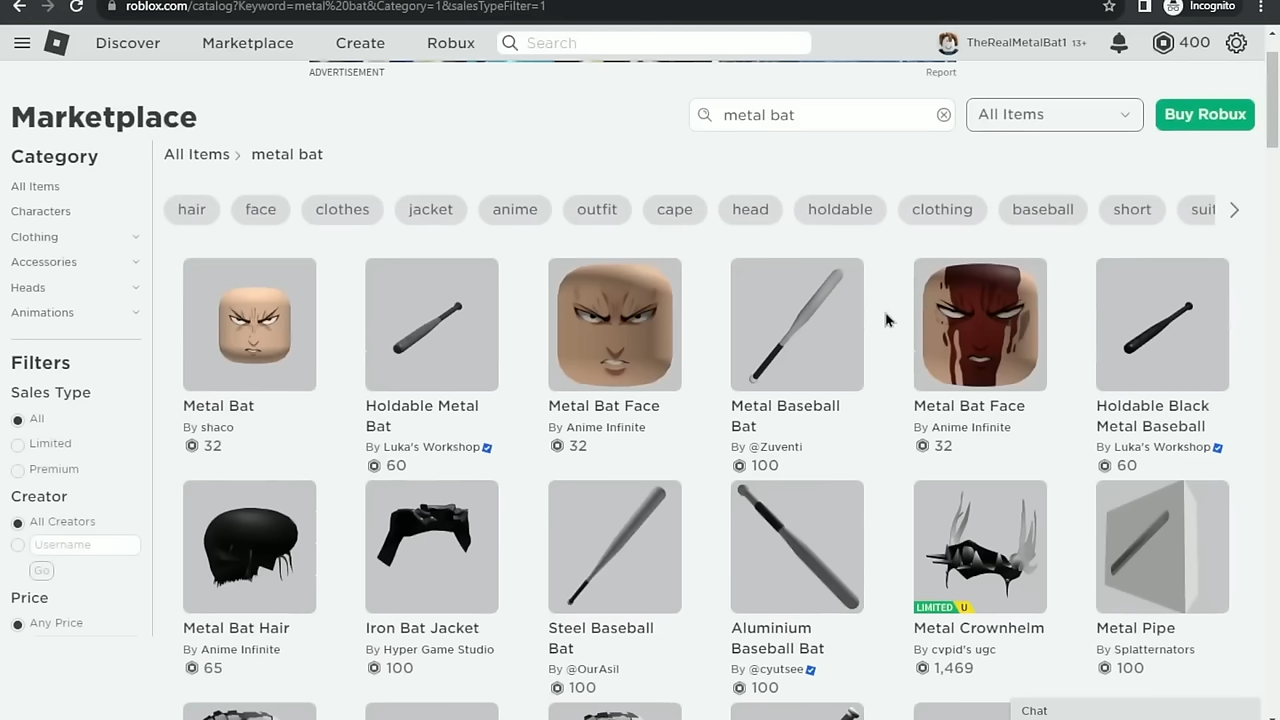 roblox.com/catalog?Keyword=metal%20bat&Category=1&salesTypeFilter=1
Incognito
Discover
Marketplace
Create
Robux
Search
TheRealMetalBat1 13+
400
ADVERTISEMENT
Report
Marketplace
metal bat
All Items
Buy Robux
Category
All Items
Characters
Clothing
Accessories
Heads
Animations
Filters
Sales Type
All
Limited
Premium
Creator
All Creators
Username
Go
Price
Any Price
All Items > metal bat
hair
face
clothes
jacket
anime
outfit
cape
head
holdable
clothing
baseball
short
suit
Metal Bat
By shaco
32
Holdable Metal
Bat
By Luka's Workshop
60
Metal Bat Face
By Anime Infinite
32
Metal Baseball
Bat
By @Zuventi
100
Metal Bat Face
By Anime Infinite
32
Holdable Black
Metal Baseball
By Luka's Workshop
60
Metal Bat Hair
By Anime Infinite
65
Iron Bat Jacket
By Hyper Game Studio
100
Steel Baseball
Bat
By @OurAsil
100
Aluminium
Baseball Bat
By @cyutsee
100
LIMITED U
Metal Crownhelm
By cvpid's ugc
1,469
Metal Pipe
By Splatternators
100
Chat